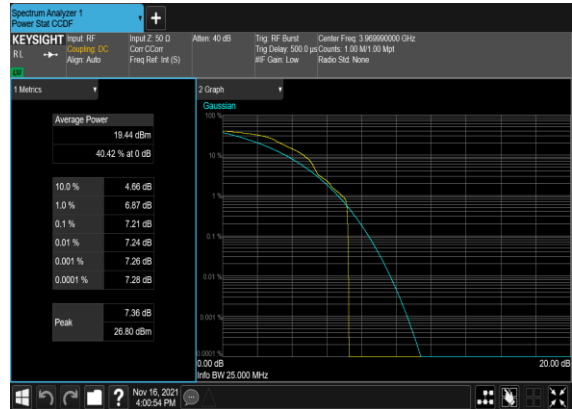 Spectrum Analyzer 1
Power Stat CCDF
+
KEYSIGHT Input: RF Input Z: 50 Ω Atten: 40 dB Trig: RF Burst Center Freq: 3.969990000 GHz
RL Coupling: DC Corr CCorr Trig Delay: 500.0 µs Counts: 1.00 M/1.00 Mpt
Align: Auto Freq Ref: Int (S) #IF Gain: Low Radio Std: None
LNI
1 Metrics
2 Graph
Gaussian
Average Power
19.44 dBm
40.42 % at 0 dB
10.0 % 4.66 dB
1.0 % 6.87 dB
0.1 % 7.21 dB
0.01 % 7.24 dB
0.001 % 7.26 dB
0.0001 % 7.28 dB
Peak
7.36 dB
26.80 dBm
100 %
10 %
1 %
0.1 %
0.01 %
0.001 %
0.0001 %
0.00 dB 20.00 dB
Info BW 25.000 MHz
? Nov 16, 2021
4:00:54 PM